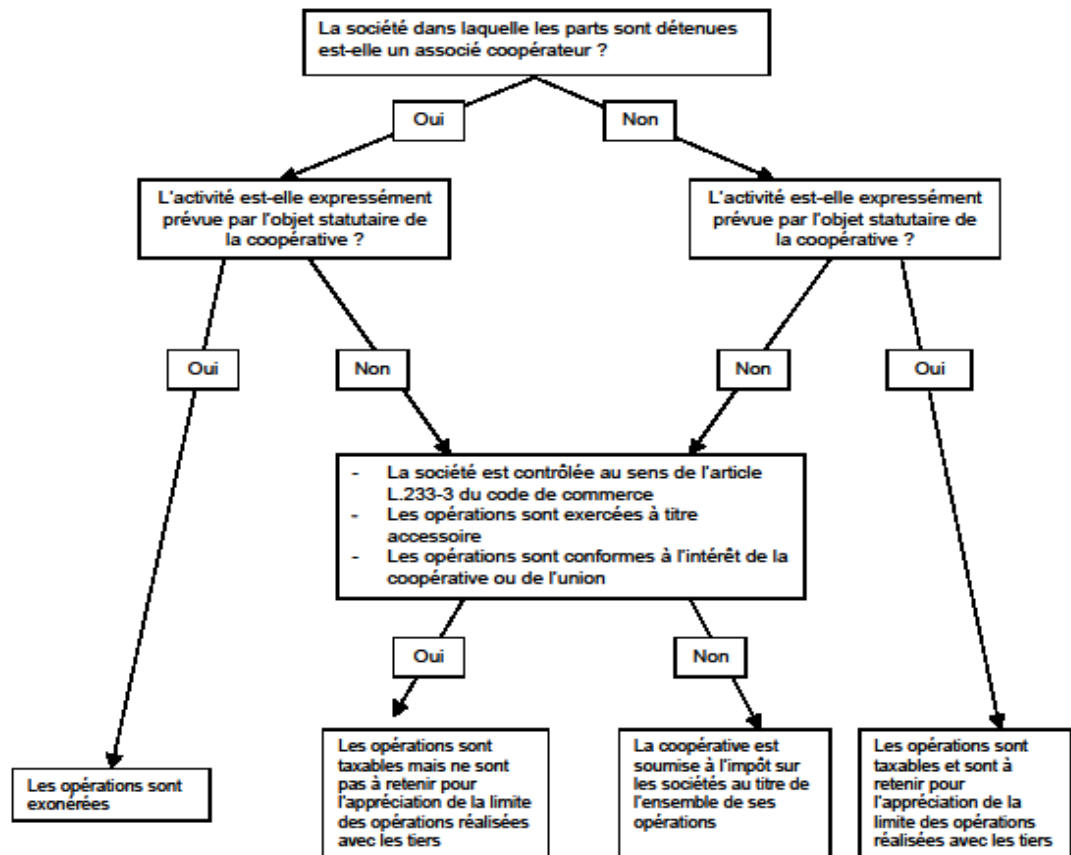 La société dans laquelle les parts sont détenues
est-elle un associé coopérateur ?
Oui
Non
L'activité est-elle expressément
prévue par l'objet statutaire de
la coopérative ?
L'activité est-elle expressément
prévue par l'objet statutaire de
la coopérative ?
Oui
Non
Non
Oui
- La société est contrôlée au sens de l'article
L.233-3 du code de commerce
- Les opérations sont exercées à titre
accessoire
- Les opérations sont conformes à l'intérêt de la
coopérative ou de l'union
Oui
Non
Les opérations sont
exonérées
Les opérations sont
taxables mais ne sont
pas à retenir pour
l'appréciation de la limite
des opérations réalisées
avec les tiers
La coopérative est
soumise à l'impôt sur
les sociétés au titre de
l'ensemble de ses
opérations
Les opérations sont
taxables et sont à
retenir pour
l'appréciation de la
limite des opérations
réalisées avec les tiers